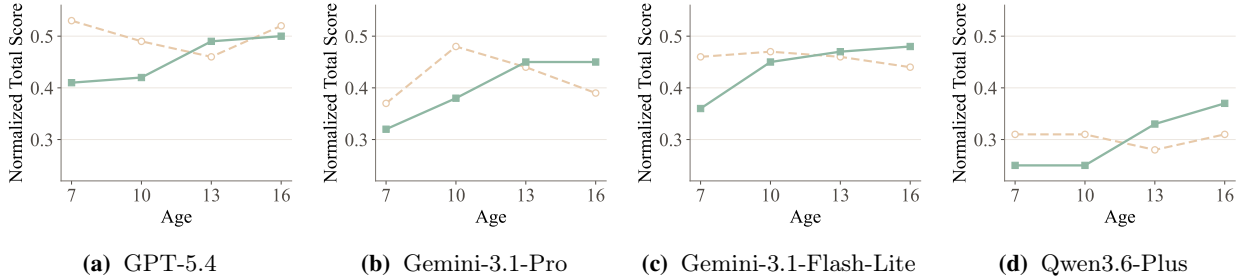 Normalized Total Score
0.5
0.4
0.3
7 10 13 16
Age
(a) GPT-5.4
Normalized Total Score
0.5
0.4
0.3
7 10 13 16
Age
(b) Gemini-3.1-Pro
Normalized Total Score
0.5
0.4
0.3
7 10 13 16
Age
(c) Gemini-3.1-Flash-Lite
Normalized Total Score
0.5
0.4
0.3
7 10 13 16
Age
(d) Qwen3.6-Plus